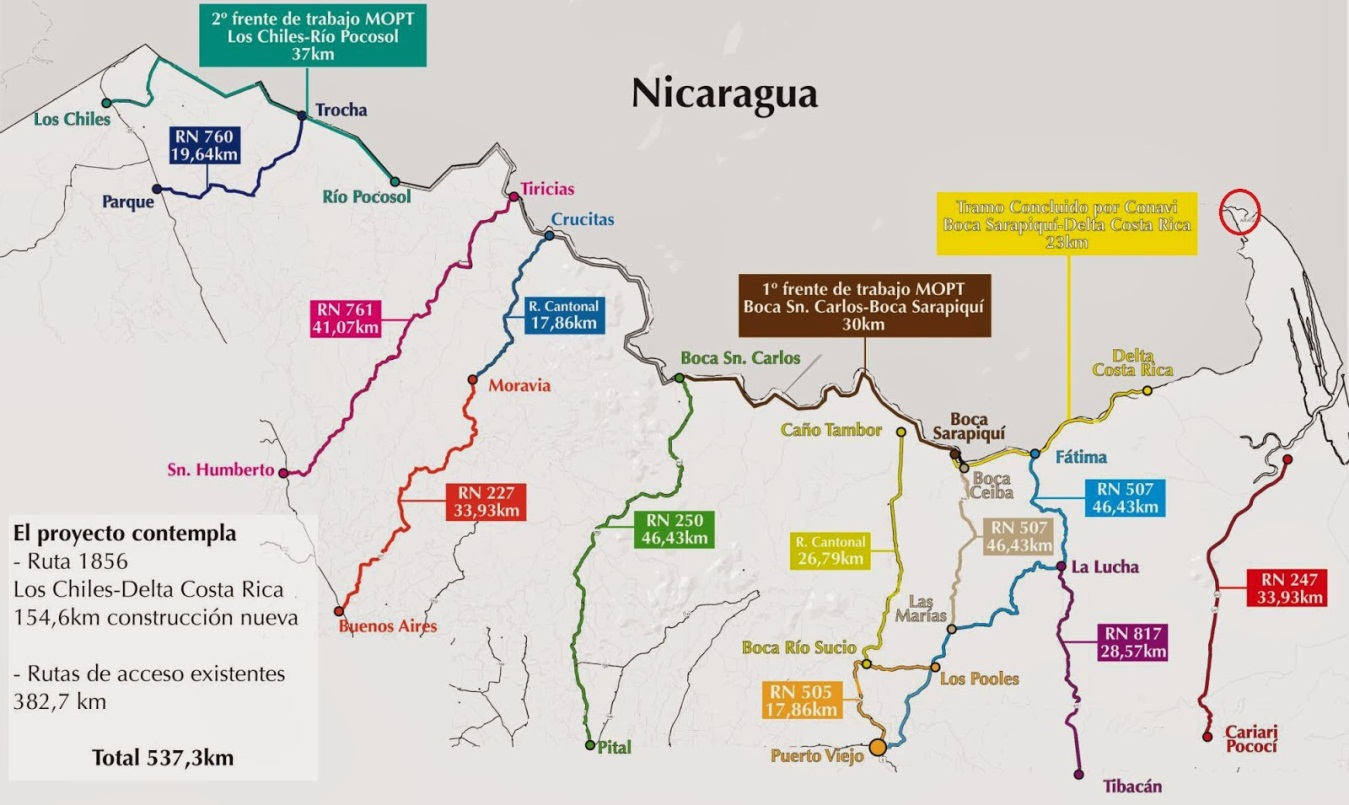 2º frente de trabajo MOPT
Los Chiles-Río Pocosol
37km
Nicaragua
Los Chiles
Trocha
RN 760
19,64km
Parque
Río Pocosol
Tiricias
Crucitas
Tramo Concluido por Conavi
Boca Sarapiquí-Delta Costa Rica
23km
RN 761
41,07km
R. Cantonal
17,86km
1º frente de trabajo MOPT
Boca Sn. Carlos-Boca Sarapiquí
30km
Boca Sn. Carlos
Delta
Costa Rica
Moravia
Caño Tambor
Boca
Sarapiquí
Fátima
Sn. Humberto
Boca
Ceiba
RN 227
33,93km
RN 507
46,43km
RN 250
46,43km
RN 507
46,43km
R. Cantonal
26,79km
La Lucha
RN 247
33,93km
El proyecto contempla
- Ruta 1856
Los Chiles-Delta Costa Rica
154,6km construcción nueva
- Rutas de acceso existentes
382,7 km
Total 537,3km
Buenos Aires
Las
Marías
RN 817
28,57km
Boca Río Sucio
Los Pooles
RN 505
17,86km
Pital
Puerto Viejo
Cariari
Pococí
Tibacán